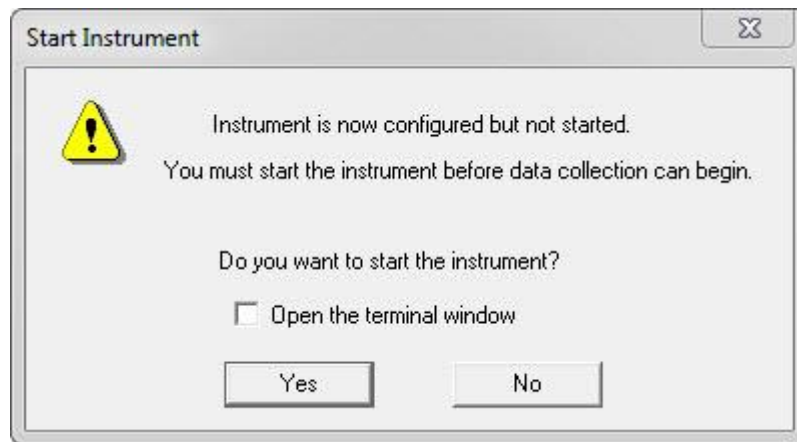 Start Instrument
Instrument is now configured but not started.
You must start the instrument before data collection can begin.
Do you want to start the instrument?
Open the terminal window
Yes No